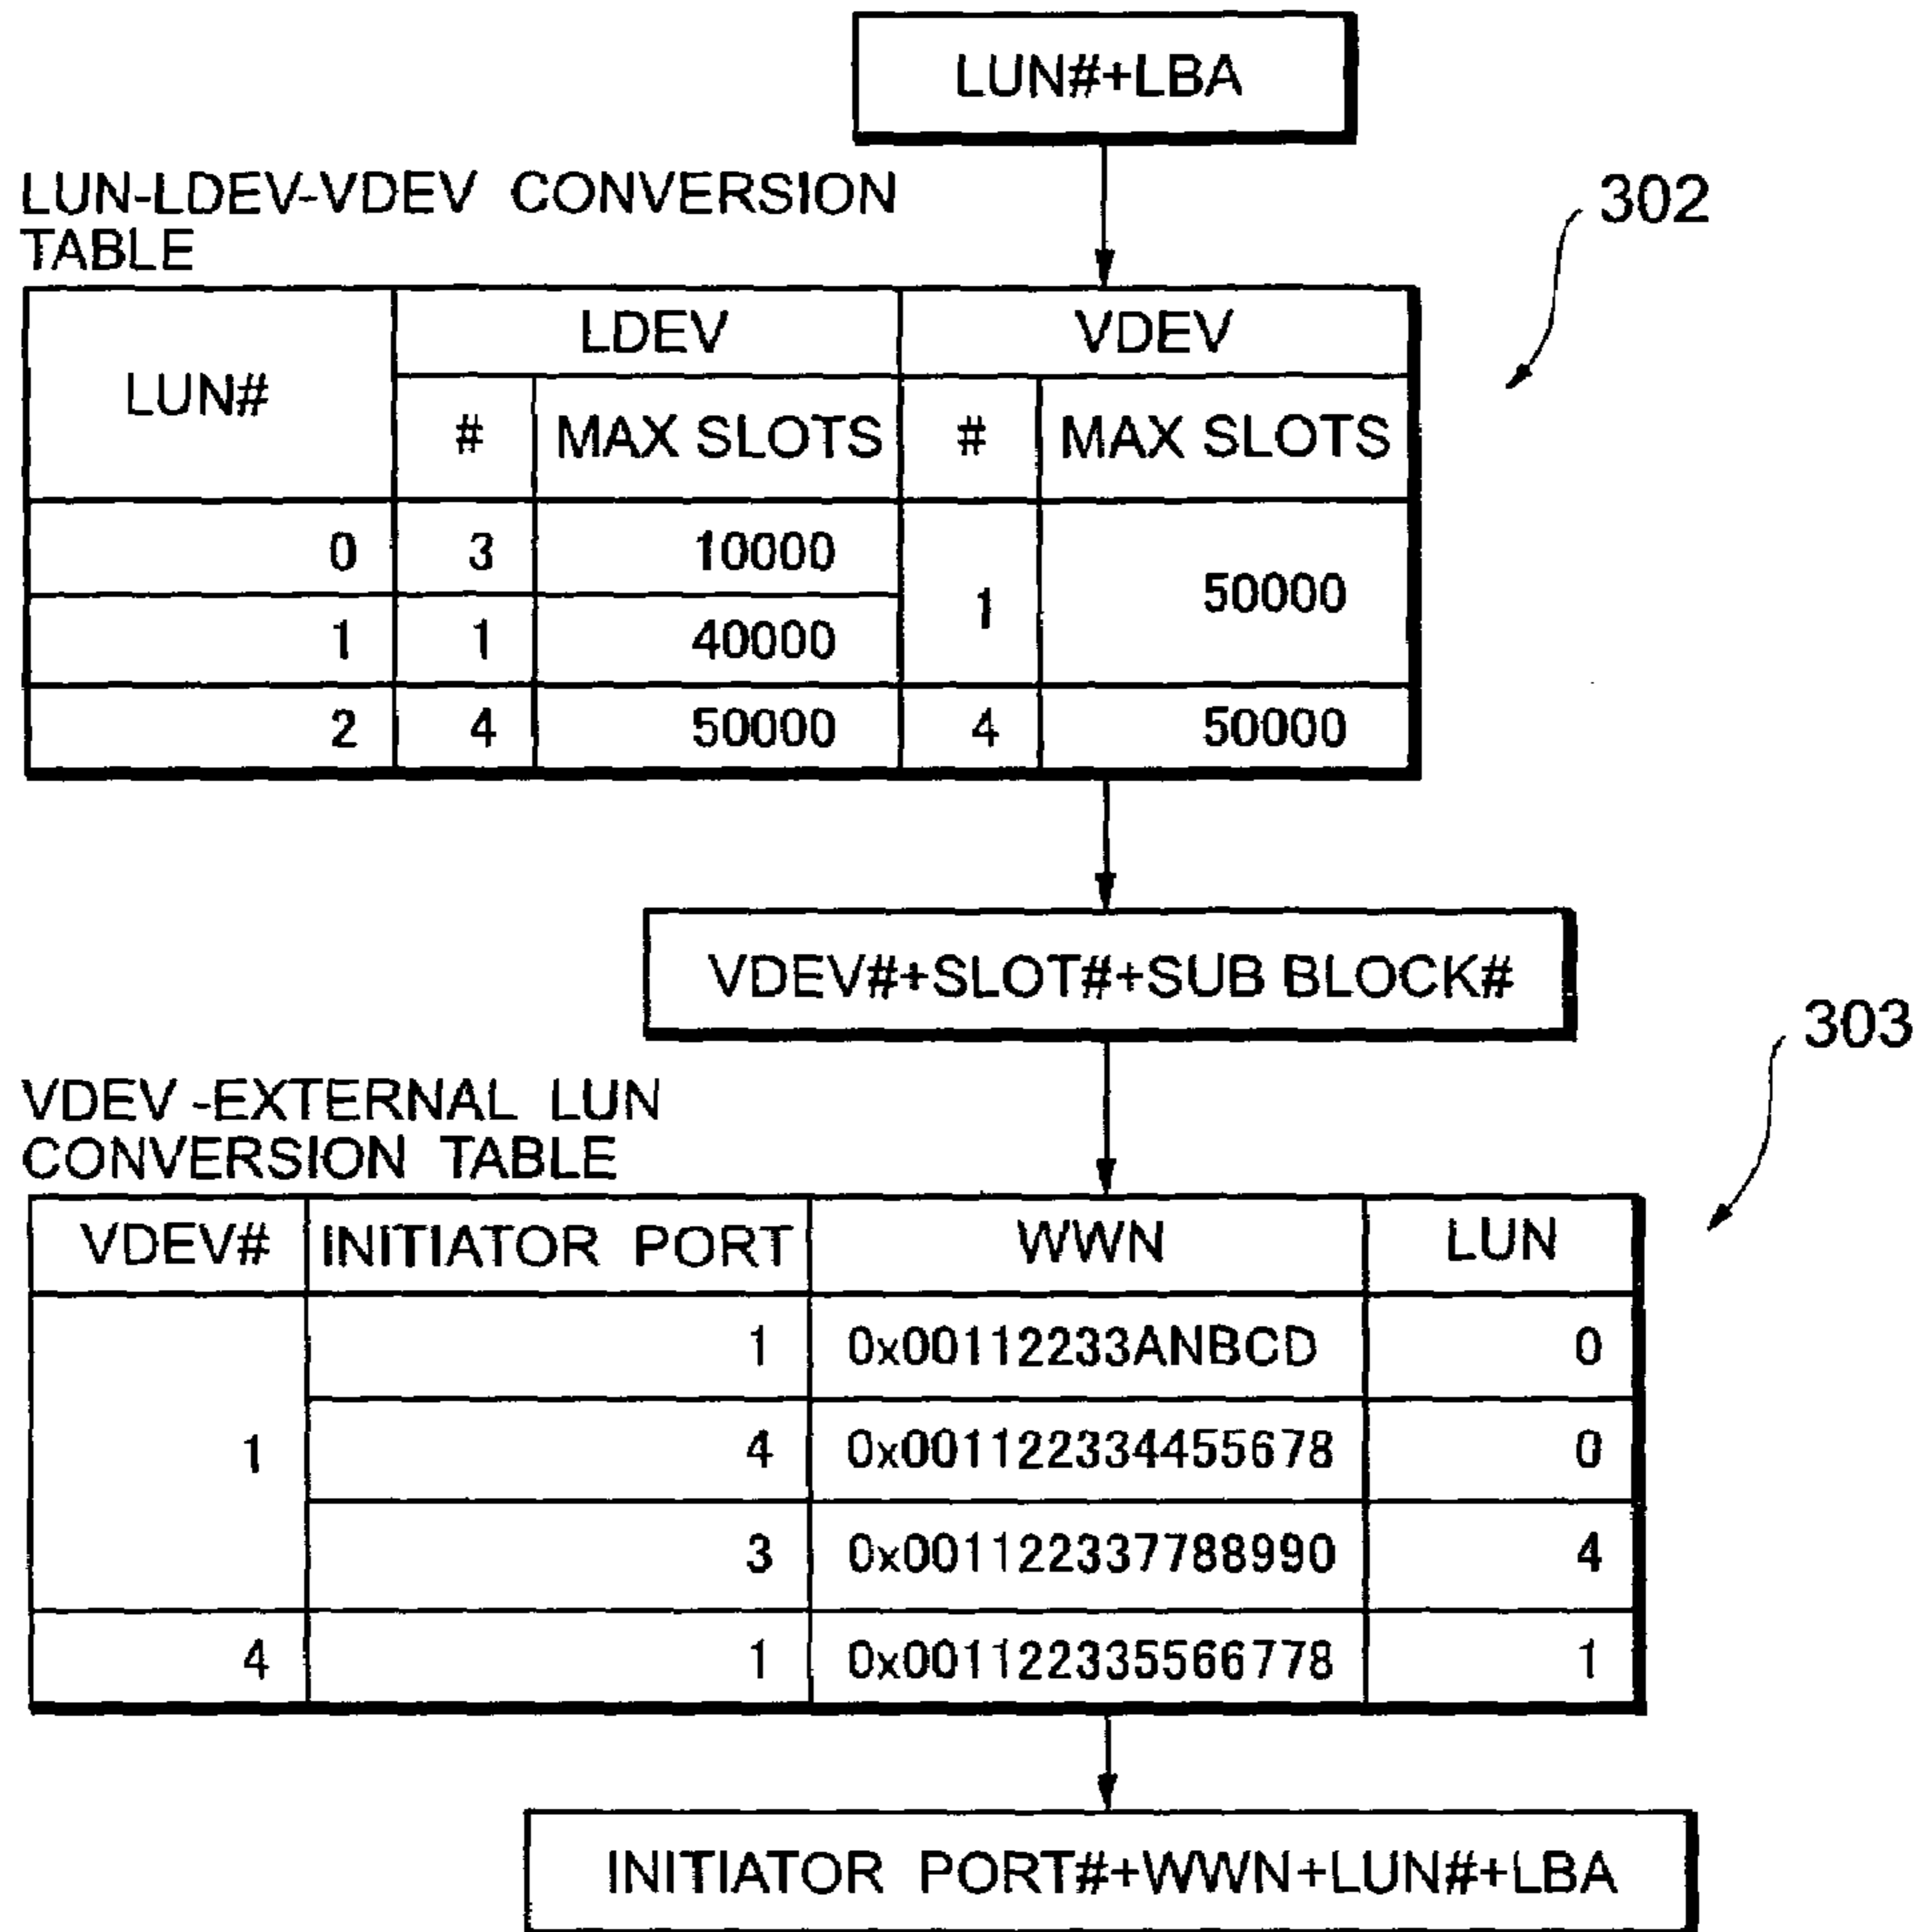 LUN#+LBA
LUN-LDEV-VDEV CONVERSION
TABLE
302
LUN# LDEV VDEV
# MAX SLOTS # MAX SLOTS
0 3 10000 1 50000
1 1 40000
2 4 50000 4 50000
VDEV#+SLOT#+SUB BLOCK#
303
VDEV-EXTERNAL LUN
CONVERSION TABLE
VDEV# INITIATOR PORT WWN LUN
1 1 0x00112233ANBCD 0
4 0x001122334455678 0
3 0x001122337788990 4
4 1 0x001122335566778 1
INITIATOR PORT#+WWN+LUN#+LBA